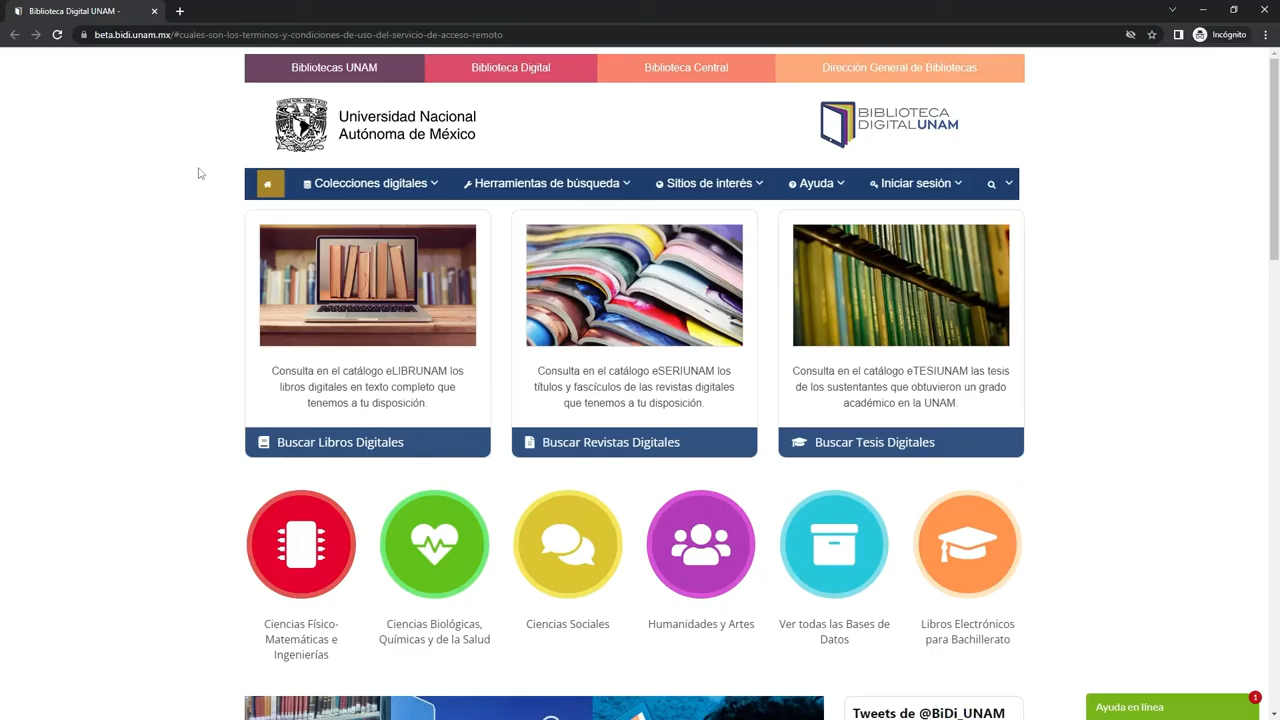 Biblioteca Digital UNAM -
beta.bidi.unam.mx/#cuales-son-los-terminos-y-condiciones-de-uso-del-servicio-de-acceso-remoto
Incógnito
Bibliotecas UNAM
Biblioteca Digital
Biblioteca Central
Dirección General de Bibliotecas
Universidad Nacional
Autónoma de México
BIBLIOTECA
DIGITALUNAM
Colecciones digitales
Herramientas de búsqueda
Sitios de interés
Ayuda
Iniciar sesión
Consulta en el catálogo eLIBRUNAM los
libros digitales en texto completo que
tenemos a tu disposición.
Buscar Libros Digitales
Consulta en el catálogo eSERIUNAM los
títulos y fascículos de las revistas digitales
que tenemos a tu disposición.
Buscar Revistas Digitales
Consulta en el catálogo eTESIUNAM las tesis
de los sustentantes que obtuvieron un grado
académico en la UNAM.
Buscar Tesis Digitales
Ciencias Físico-
Matemáticas e
Ingenierías
Ciencias Biológicas,
Químicas y de la Salud
Ciencias Sociales
Humanidades y Artes
Ver todas las Bases de
Datos
Libros Electrónicos
para Bachillerato
Tweets de @BiDi_UNAM
Ayuda en línea
1